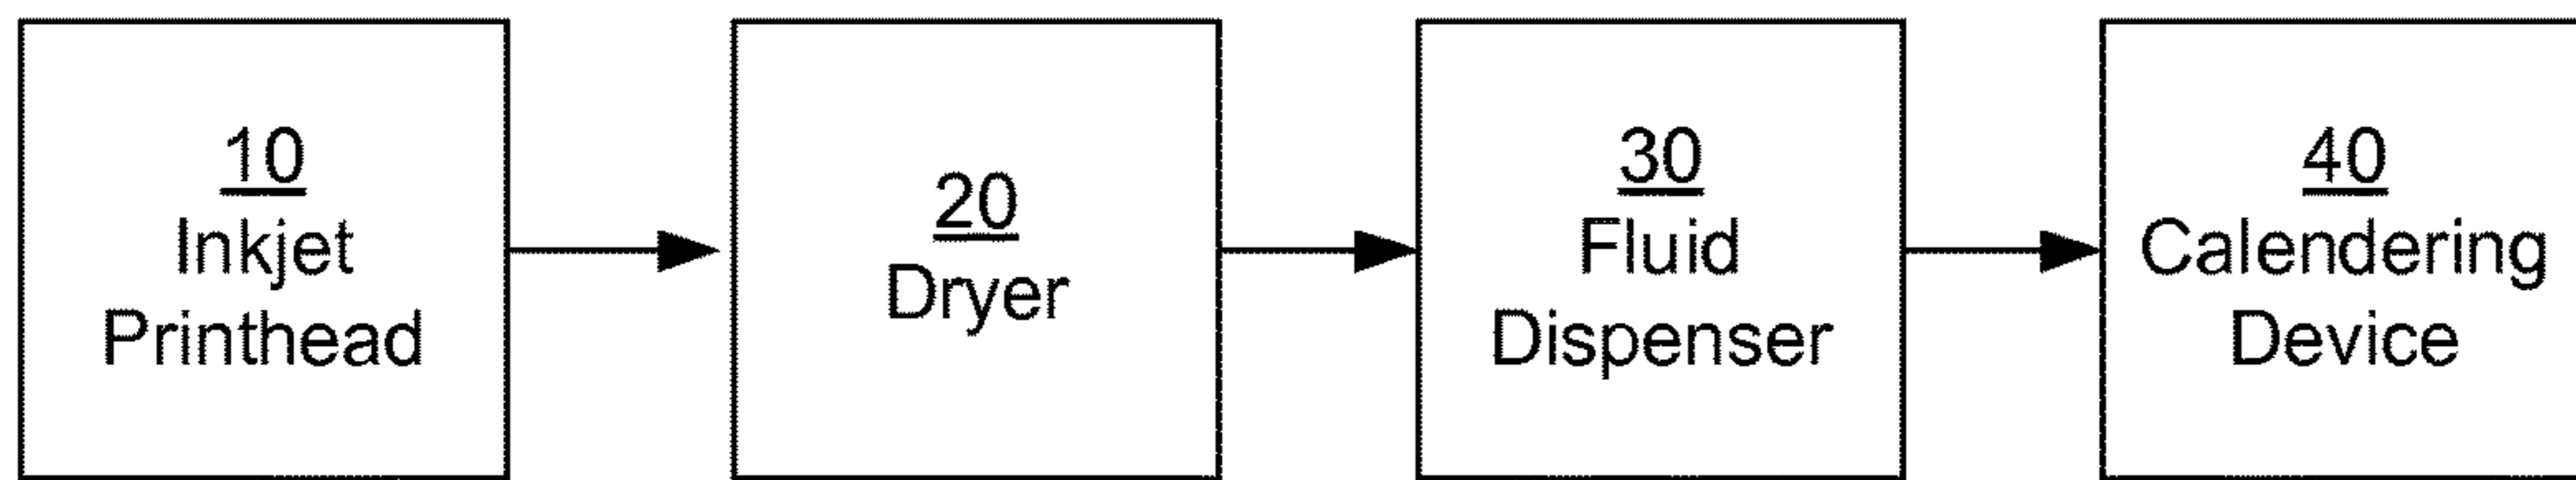 10
Inkjet
Printhead
20
Dryer
30
Fluid
Dispenser
40
Calendering
Device